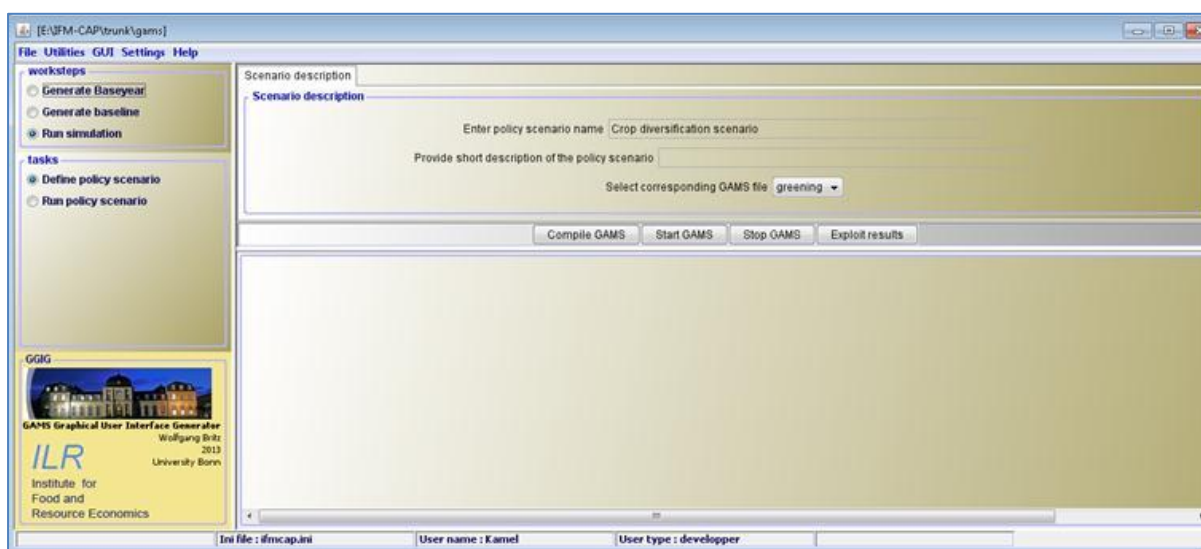 [E:\IFM-CAP\trunk\gams]
File Utilities GUI Settings Help
worksteps
Generate Baseyear
Generate baseline
Run simulation
tasks
Define policy scenario
Run policy scenario
GGIG
GAMS Graphical User Interface Generator
Wolfgang Britz
2013
University Bonn
ILR
Institute for
Food and
Resource Economics
Scenario description
Scenario description
Enter policy scenario name Crop diversification scenario
Provide short description of the policy scenario
Select corresponding GAMS file greening
Compile GAMS Start GAMS Stop GAMS Exploit results
Ini file : ifmcap.ini User name : Kamel User type : developper